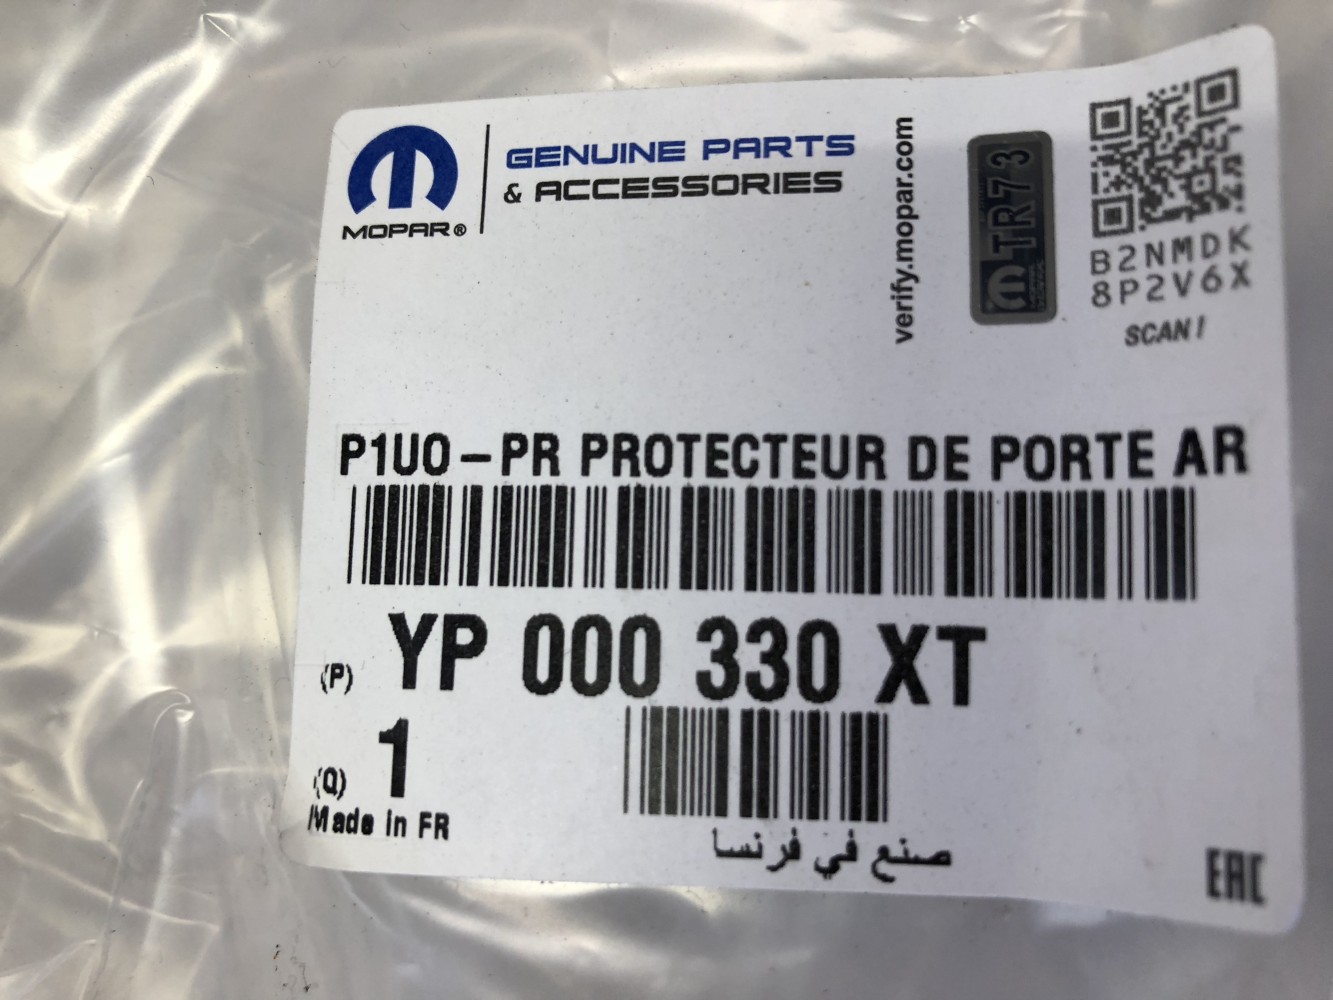 MOPAR®
GENUINE PARTS
& ACCESSORIES
verify.mopar.com
TR73
B2NMDK
8P2V6X
SCAN!
P1U0-PR PROTECTEUR DE PORTE AR
(P) YP 000 330 XT
(Q) 1
Made in FR
صنع في فرنسا
EAC